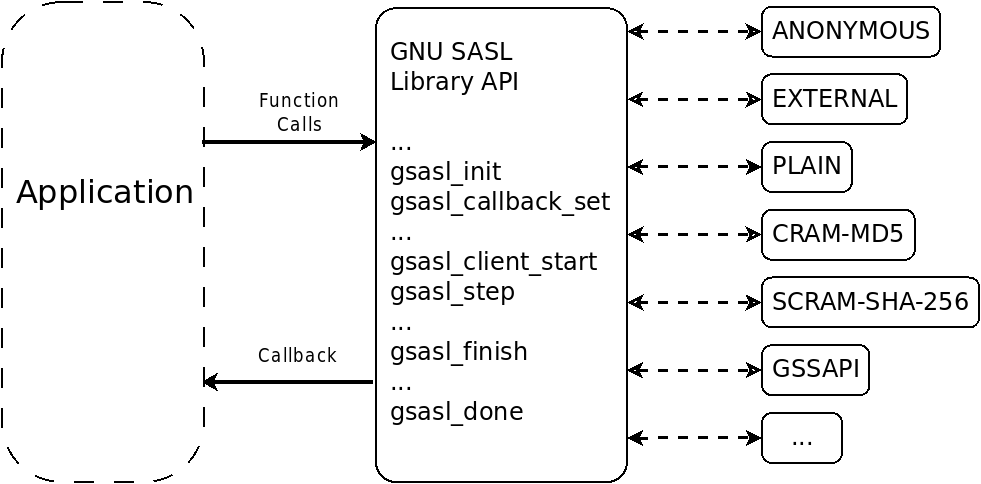 Application
Function
Calls
Callback
GNU SASL
Library API
...
gsasl_init
gsasl_callback_set
...
gsasl_client_start
gsasl_step
...
gsasl_finish
...
gsasl_done
ANONYMOUS
EXTERNAL
PLAIN
CRAM-MD5
SCRAM-SHA-256
GSSAPI
...